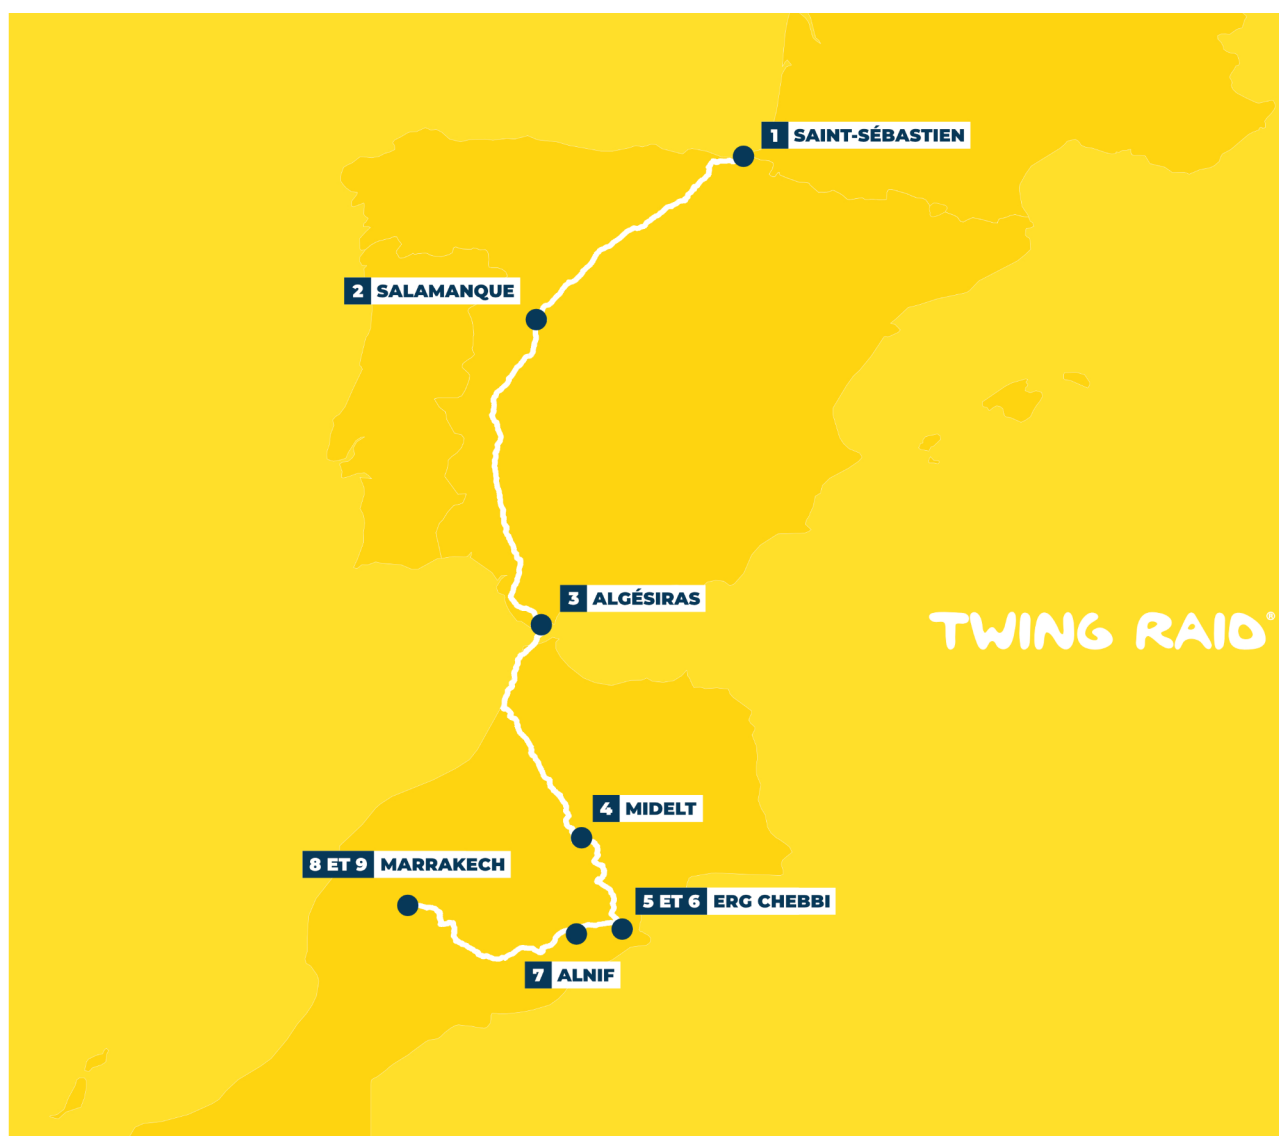 1 SAINT-SÉBASTIEN
2 SALAMANQUE
3 ALGÉSIRAS
TWING RAID®
4 MIDELT
8 ET 9 MARRAKECH
5 ET 6 ERG CHEBBI
7 ALNIF